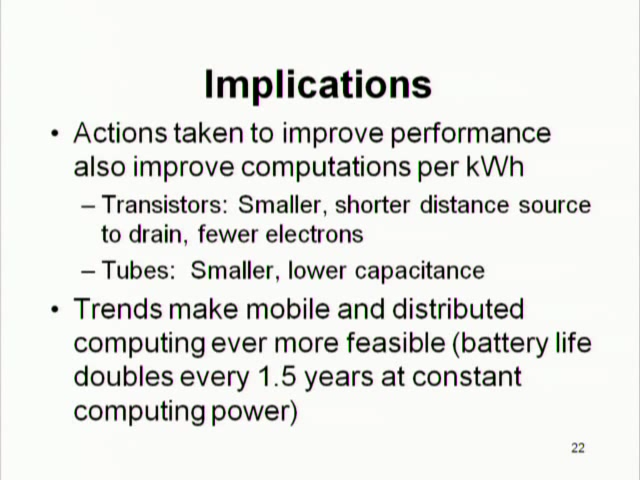 Implications
• Actions taken to improve performance
also improve computations per kWh
– Transistors: Smaller, shorter distance source
to drain, fewer electrons
– Tubes: Smaller, lower capacitance
• Trends make mobile and distributed
computing ever more feasible (battery life
doubles every 1.5 years at constant
computing power)
22